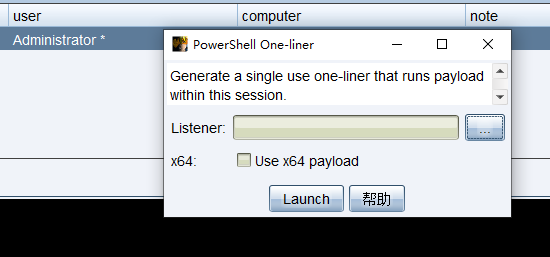 user computer note
Administrator *
PowerShell One-liner
Generate a single use one-liner that runs payload
within this session.
Listener:
...
x64: Use x64 payload
Launch 帮助